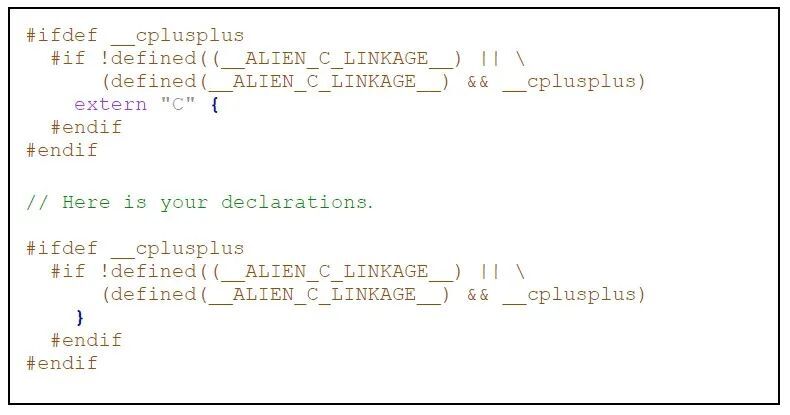 #ifdef __cplusplus
#if !defined((__ALIEN_C_LINKAGE__) || \
(defined(__ALIEN_C_LINKAGE__) && __cplusplus)
extern "C" {
#endif
#endif
// Here is your declarations.
#ifdef __cplusplus
#if !defined((__ALIEN_C_LINKAGE__) || \
(defined(__ALIEN_C_LINKAGE__) && __cplusplus)
}
#endif
#endif